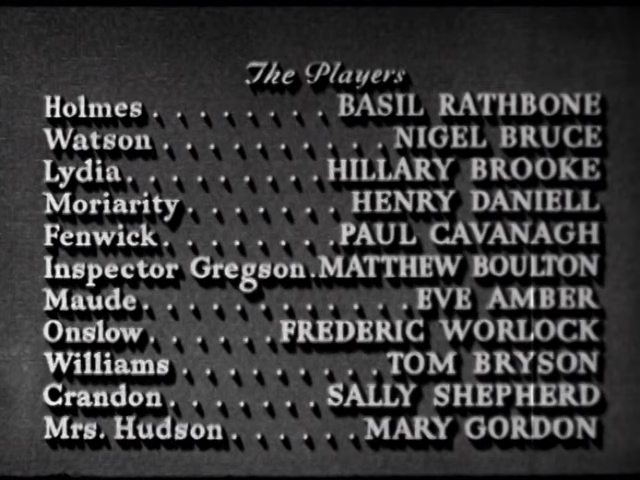 The Players
Holmes . . . . . . . . BASIL RATHBONE
Watson . . . . . . . . . . NIGEL BRUCE
Lydia . . . . . . . . . HILLARY BROOKE
Moriarity . . . . . . . HENRY DANIELL
Fenwick . . . . . . . . PAUL CAVANAGH
Inspector Gregson . MATTHEW BOULTON
Maude . . . . . . . . . . . . EVE AMBER
Onslow . . . . . . FREDERIC WORLOCK
Williams . . . . . . . . . TOM BRYSON
Crandon . . . . . . . SALLY SHEPHERD
Mrs. Hudson . . . . . . MARY GORDON